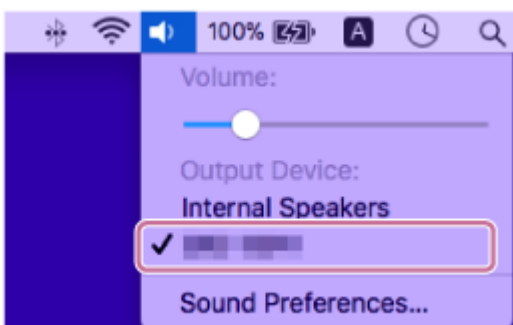 100% A
Volume:
Output Device:
Internal Speakers
Sound Preferences...